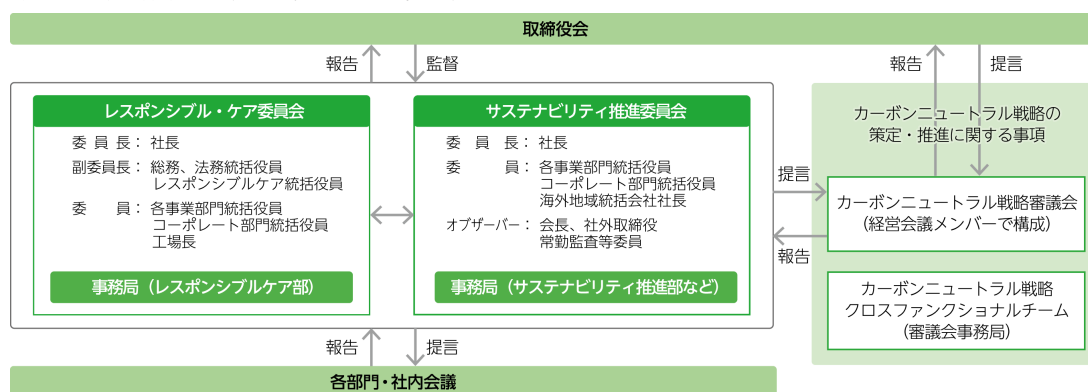 取締役会
報告
監督
報告
提言
レスポンシブル・ケア委員会
委員長： 社長
副委員長： 総務、法務統括役員
レスポンシブルケア統括役員
委　員： 各事業部門統括役員
コーポレート部門統括役員
工場長
事務局（レスポンシブルケア部）
サステナビリティ推進委員会
委　員　長： 社長
委　　　員： 各事業部門統括役員
コーポレート部門統括役員
海外地域統括会社社長
オブザーバー： 会長、社外取締役
常勤監査等委員
事務局（サステナビリティ推進部など）
提言
報告
カーボンニュートラル戦略の
策定・推進に関する事項
カーボンニュートラル戦略審議会
（経営会議メンバーで構成）
カーボンニュートラル戦略
クロスファンクショナルチーム
（審議会事務局）
報告
提言
各部門・社内会議